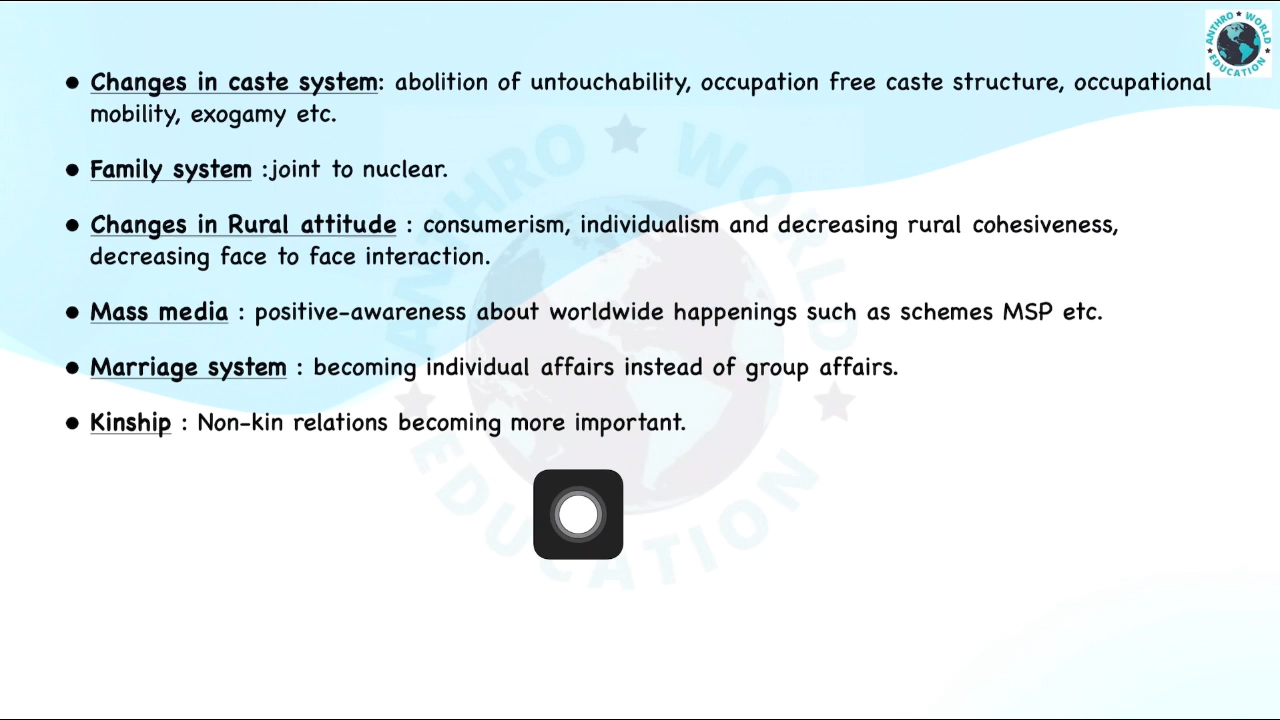 ANTHRO ★ WORLD
★ EDUCATION ★
● Changes in caste system: abolition of untouchability, occupation free caste structure, occupational
mobility, exogamy etc.
● Family system :joint to nuclear.
● Changes in Rural attitude : consumerism, individualism and decreasing rural cohesiveness,
decreasing face to face interaction.
● Mass media : positive-awareness about worldwide happenings such as schemes MSP etc.
● Marriage system : becoming individual affairs instead of group affairs.
● Kinship : Non-kin relations becoming more important.
ANTHRO ★ WORLD
★ EDUCATION ★